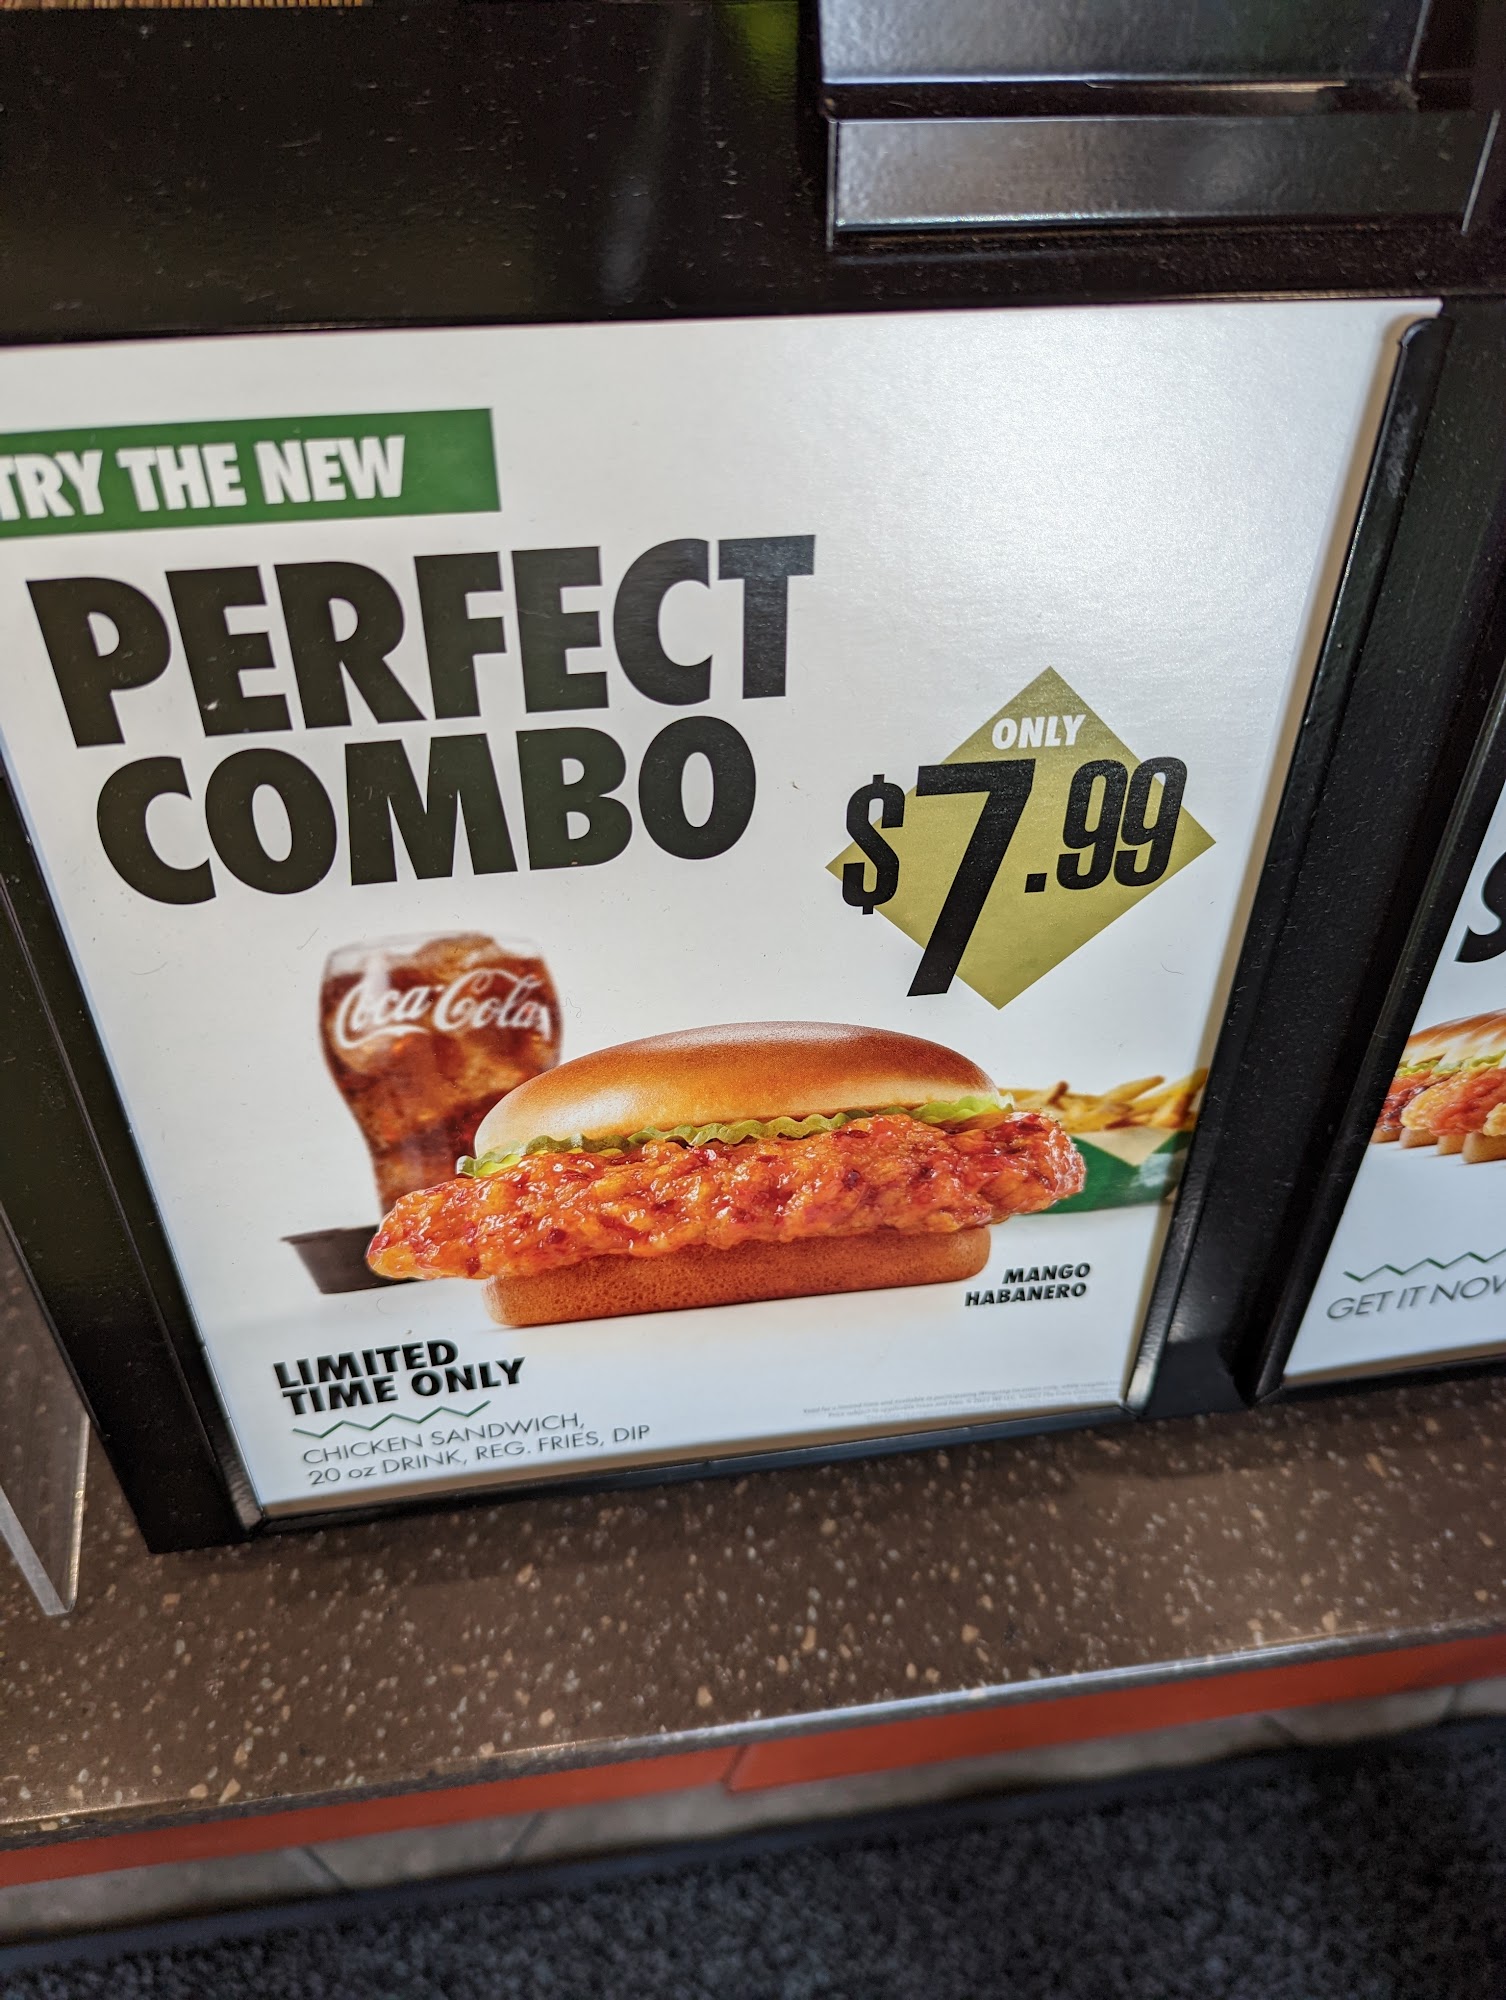 TRY THE NEW
PERFECT
COMBO
ONLY
$7.99
Coca-Cola
MANGO
HABANERO
LIMITED
TIME ONLY
CHICKEN SANDWICH,
20 oz DRINK, REG. FRIES, DIP
GET IT NOW